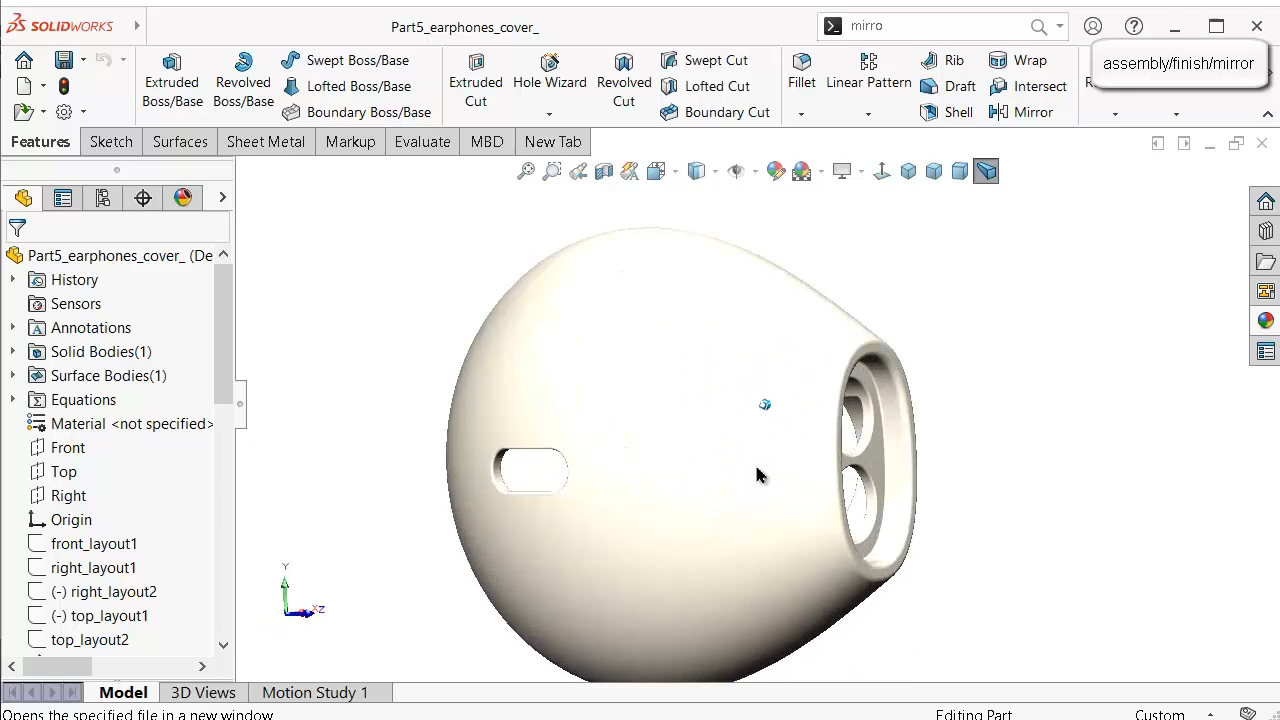 SOLIDWORKS
Part5_earphones_cover_
mirro
assembly/finish/mirror
Extruded Boss/Base
Revolved Boss/Base
Swept Boss/Base
Lofted Boss/Base
Boundary Boss/Base
Extruded Cut
Hole Wizard
Revolved Cut
Swept Cut
Lofted Cut
Boundary Cut
Fillet
Linear Pattern
Rib
Draft
Shell
Wrap
Intersect
Mirror
Features
Sketch
Surfaces
Sheet Metal
Markup
Evaluate
MBD
New Tab
Part5_earphones_cover_ (De
History
Sensors
Annotations
Solid Bodies(1)
Surface Bodies(1)
Equations
Material <not specified>
Front
Top
Right
Origin
front_layout1
right_layout1
(-) right_layout2
(-) top_layout1
top_layout2
Y
XZ
Model
3D Views
Motion Study 1
Opens the specified file in a new window
Editing Part
Custom